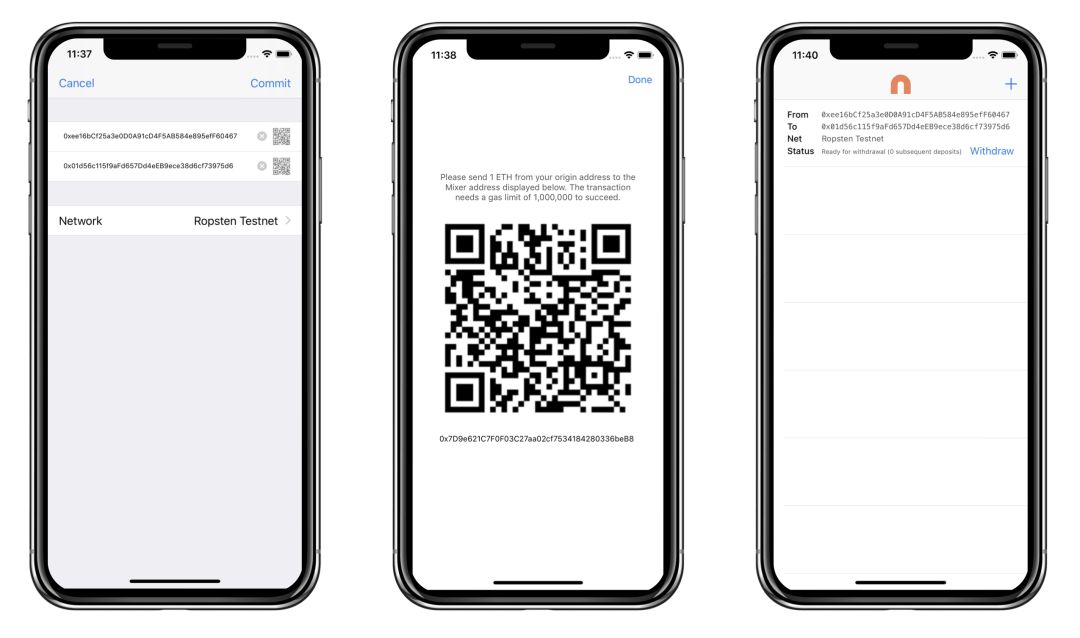 11:37
Cancel Commit
0xee16bCf25a3e0D0A91cD4F5AB584e895efF60467
0x01d56c115f9aFd657Dd4eEB9ece38d6cf73975d6
Network Ropsten Testnet
11:38
Done
Please send 1 ETH from your origin address to the
Mixer address displayed below. The transaction
needs a gas limit of 1,000,000 to succeed.
0x7D9e621C7F0F03C27aa02cf7534184280336beB8
11:40
From 0xee16bCf25a3e0D0A91cD4F5AB584e895efF60467
To 0x01d56c115f9aFd657Dd4eEB9ece38d6cf73975d6
Net Ropsten Testnet
Status Ready for withdrawal (0 subsequent deposits) Withdraw